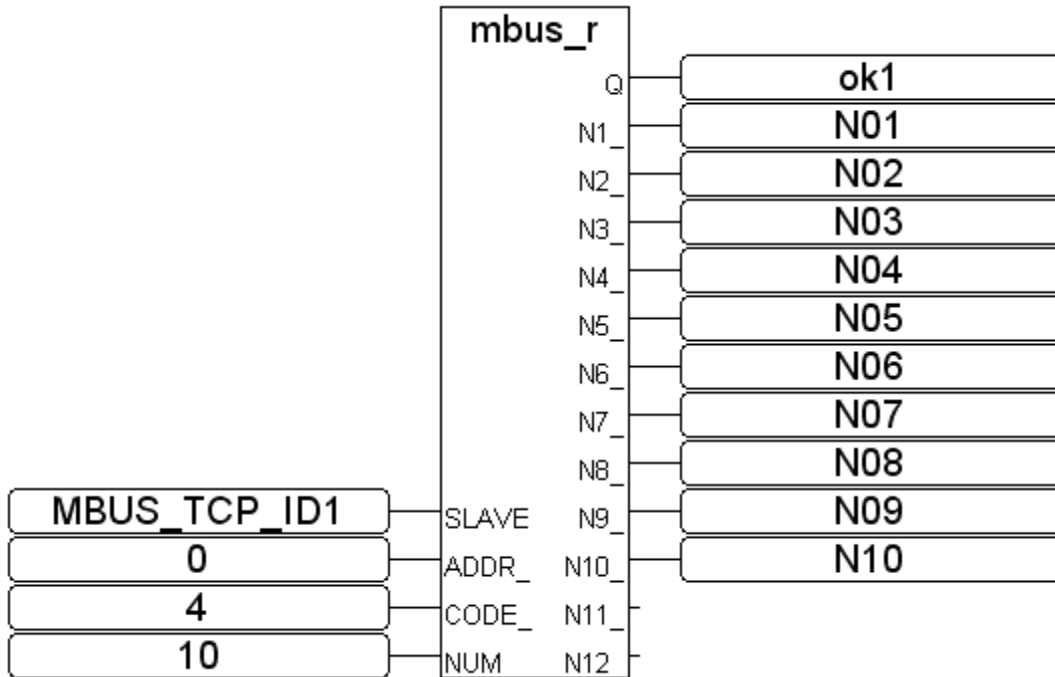 mbus_r
Q ok1
N1_ N01
N2_ N02
N3_ N03
N4_ N04
N5_ N05
N6_ N06
N7_ N07
N8_ N08
MBUS_TCP_ID1 SLAVE N9_ N09
0 ADDR_ N10_ N10
4 CODE_ N11_
10 NUM N12